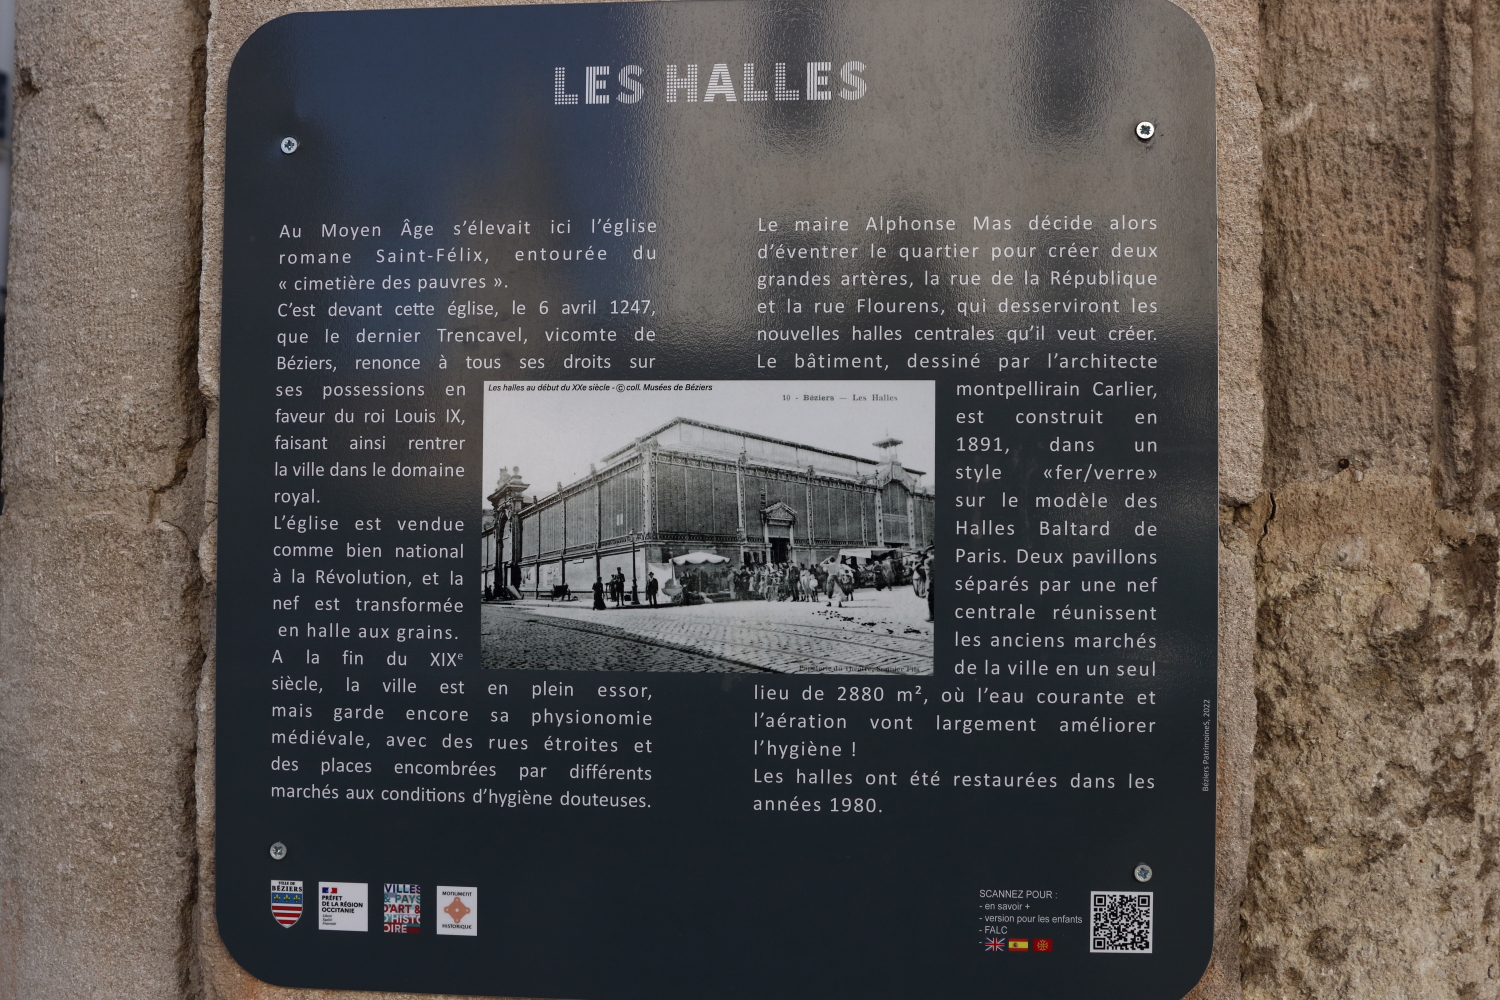 LES HALLES
Au Moyen Âge s'élevait ici l'église
romane Saint-Félix, entourée du
« cimetière des pauvres ».
C'est devant cette église, le 6 avril 1247,
que le dernier Trencavel, vicomte de
Béziers, renonce à tous ses droits sur
ses possessions en
faveur du roi Louis IX,
faisant ainsi rentrer
la ville dans le domaine
royal.
L'église est vendue
comme bien national
à la Révolution, et la
nef est transformée
en halle aux grains.
A la fin du XIXe
siècle, la ville est en plein essor,
mais garde encore sa physionomie
médiévale, avec des rues étroites et
des places encombrées par différents
marchés aux conditions d'hygiène douteuses.
Les halles au début du XXe siècle - © coll. Musées de Béziers
10 - Béziers — Les Halles
Papeterie du Théâtre
Le maire Alphonse Mas décide alors
d'éventrer le quartier pour créer deux
grandes artères, la rue de la République
et la rue Flourens, qui desserviront les
nouvelles halles centrales qu'il veut créer.
Le bâtiment, dessiné par l'architecte
montpellirain Carlier,
est construit en
1891, dans un
style «fer/verre»
sur le modèle des
Halles Baltard de
Paris. Deux pavillons
séparés par une nef
centrale réunissent
les anciens marchés
de la ville en un seul
lieu de 2880 m², où l'eau courante et
l'aération vont largement améliorer
l'hygiène !
Les halles ont été restaurées dans les
années 1980.
Béziers PatrimoineS, 2022
VILLE DE
BÉZIERS
PRÉFET
DE LA RÉGION
OCCITANIE
Liberté
Égalité
Fraternité
VILLES
& PAYS
D'ART &
D'HISTO
OIRE
MONUMENT
HISTORIQUE
SCANNEZ POUR :
- en savoir +
- version pour les enfants
- FALC
-